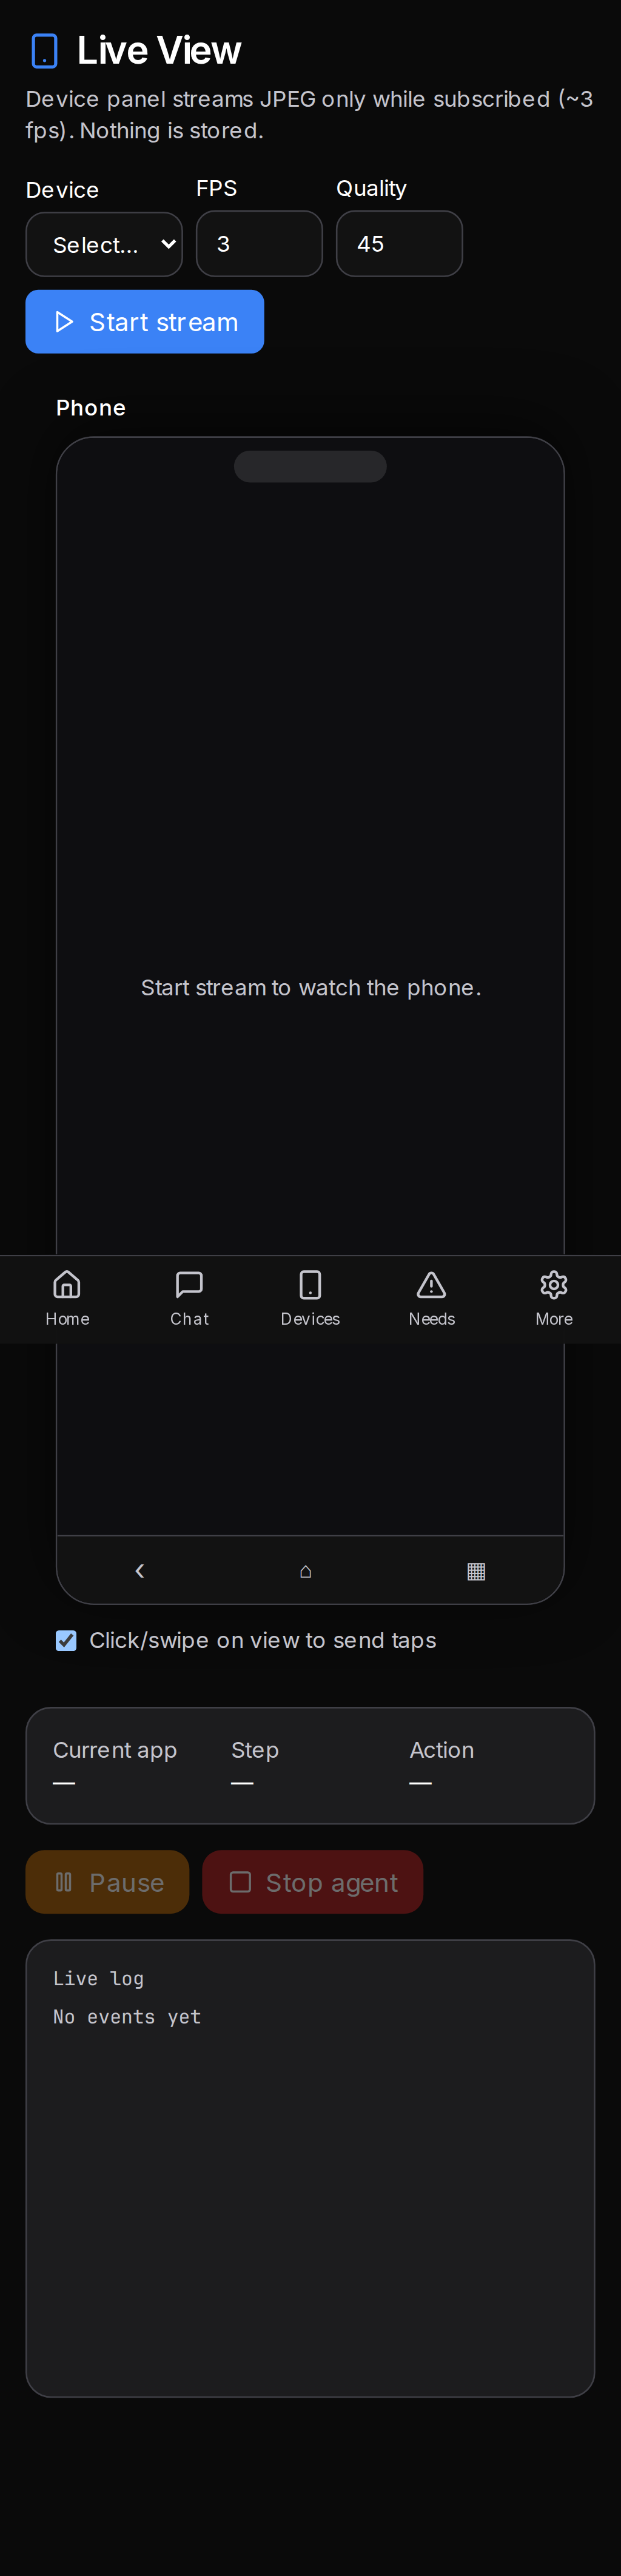 Live View
Device panel streams JPEG only while subscribed (~3
fps). Nothing is stored.
Device FPS Quality
Select... 3 45
Start stream
Phone
Start stream to watch the phone.
Home Chat Devices Needs More
Click/swipe on view to send taps
Current app Step Action
— — —
Pause Stop agent
Live log
No events yet